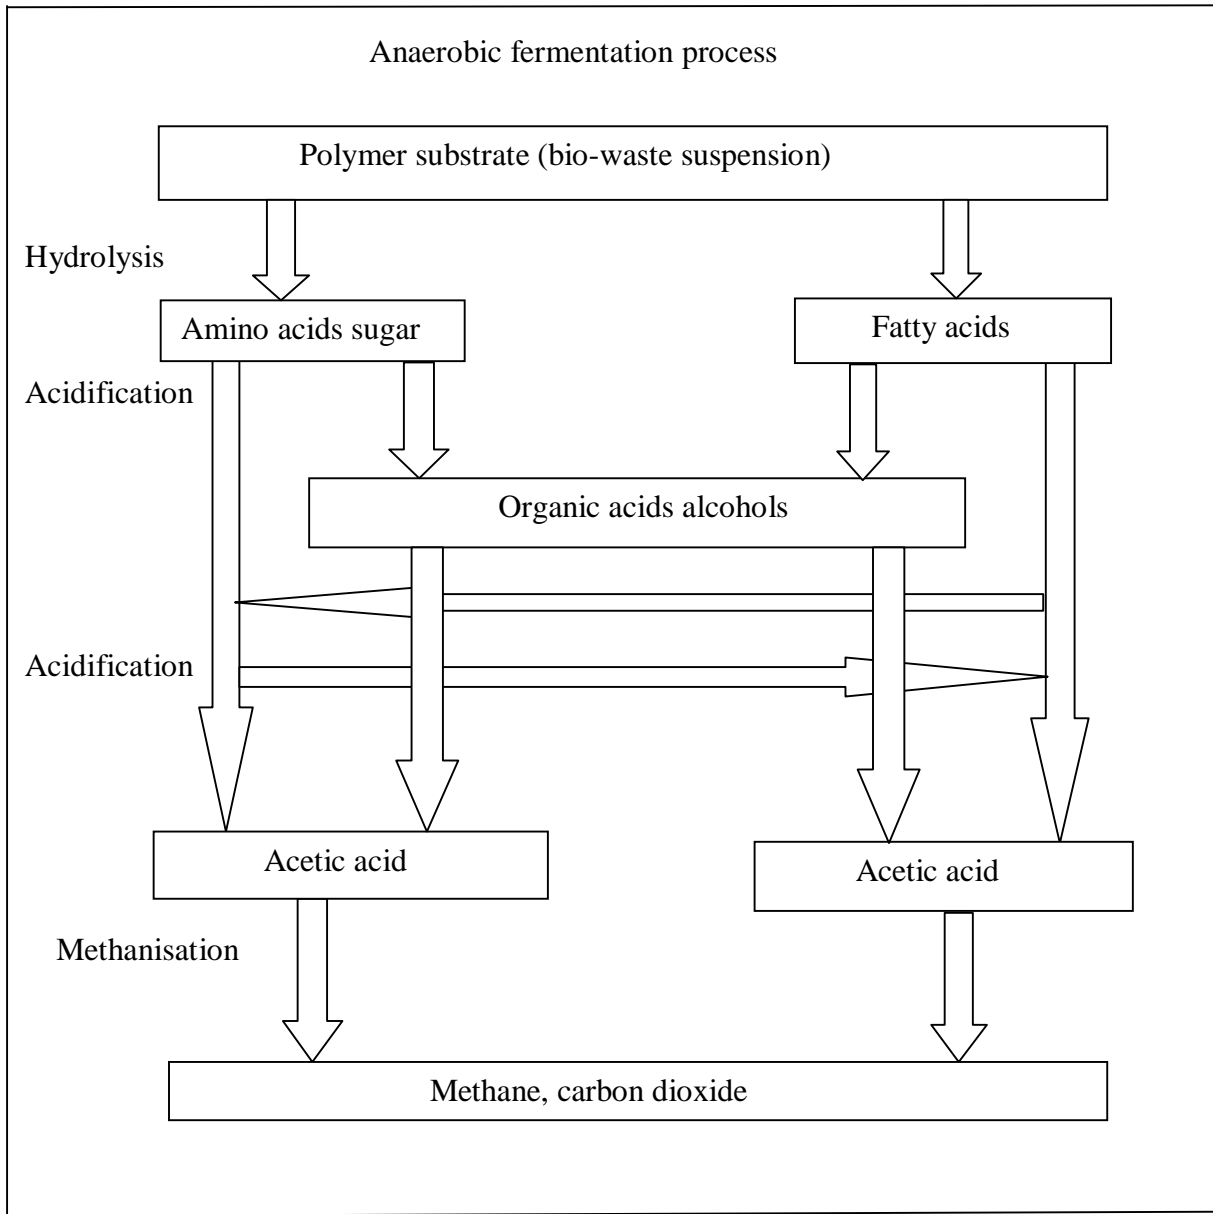 Anaerobic fermentation process
Polymer substrate (bio-waste suspension)
Hydrolysis
Amino acids sugar
Fatty acids
Acidification
Organic acids alcohols
Acidification
Acetic acid
Acetic acid
Methanisation
Methane, carbon dioxide